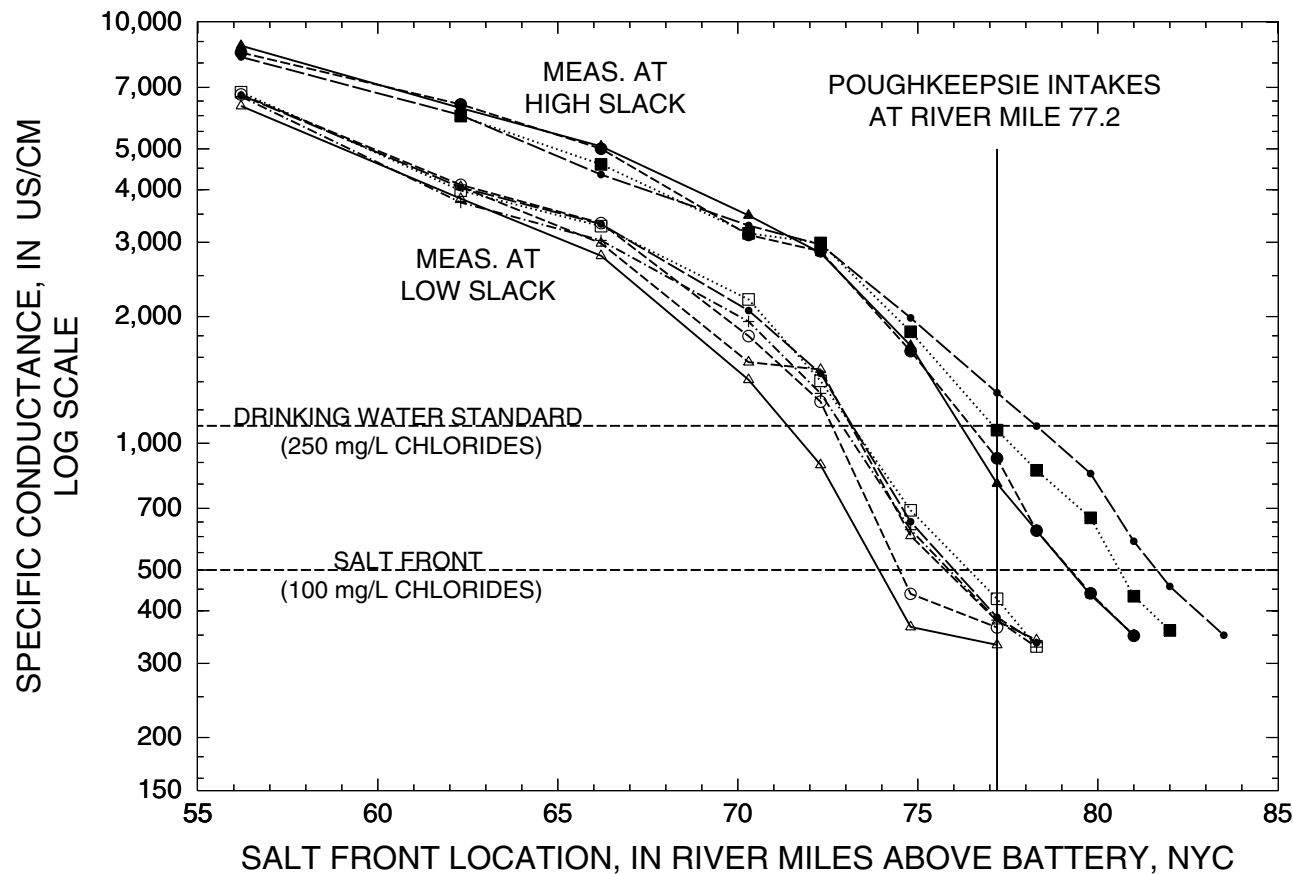 10,000
7,000
5,000
4,000
3,000
2,000
1,000
700
500
400
300
200
150
SPECIFIC CONDUCTANCE, IN US/CM
LOG SCALE
MEAS. AT
HIGH SLACK
POUGHKEEPSIE INTAKES
AT RIVER MILE 77.2
MEAS. AT
LOW SLACK
DRINKING WATER STANDARD
(250 mg/L CHLORIDES)
SALT FRONT
(100 mg/L CHLORIDES)
55 60 65 70 75 80 85
SALT FRONT LOCATION, IN RIVER MILES ABOVE BATTERY, NYC